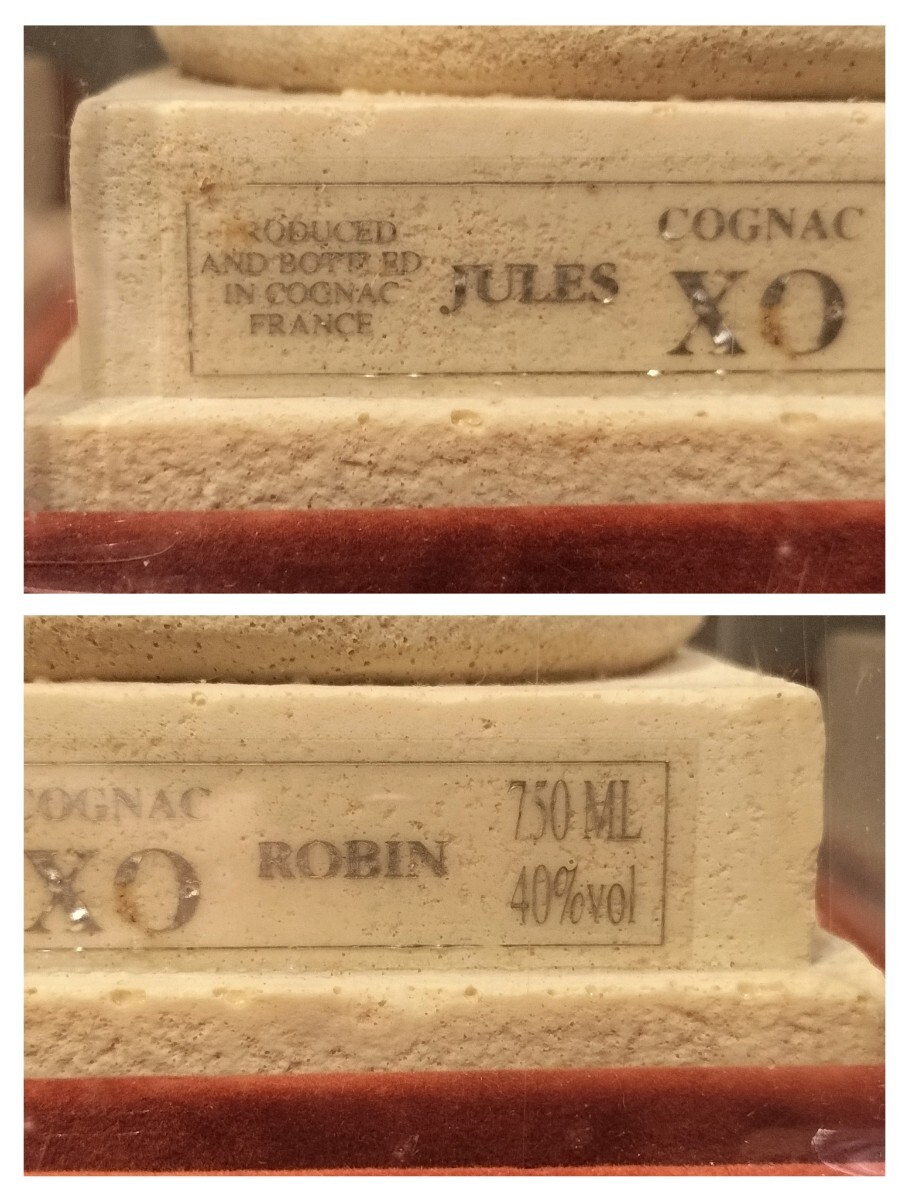 PRODUCED
AND BOTTLED
IN COGNAC
FRANCE
JULES
COGNAC
XO
COGNAC
XO
ROBIN
750 ML
40%vol